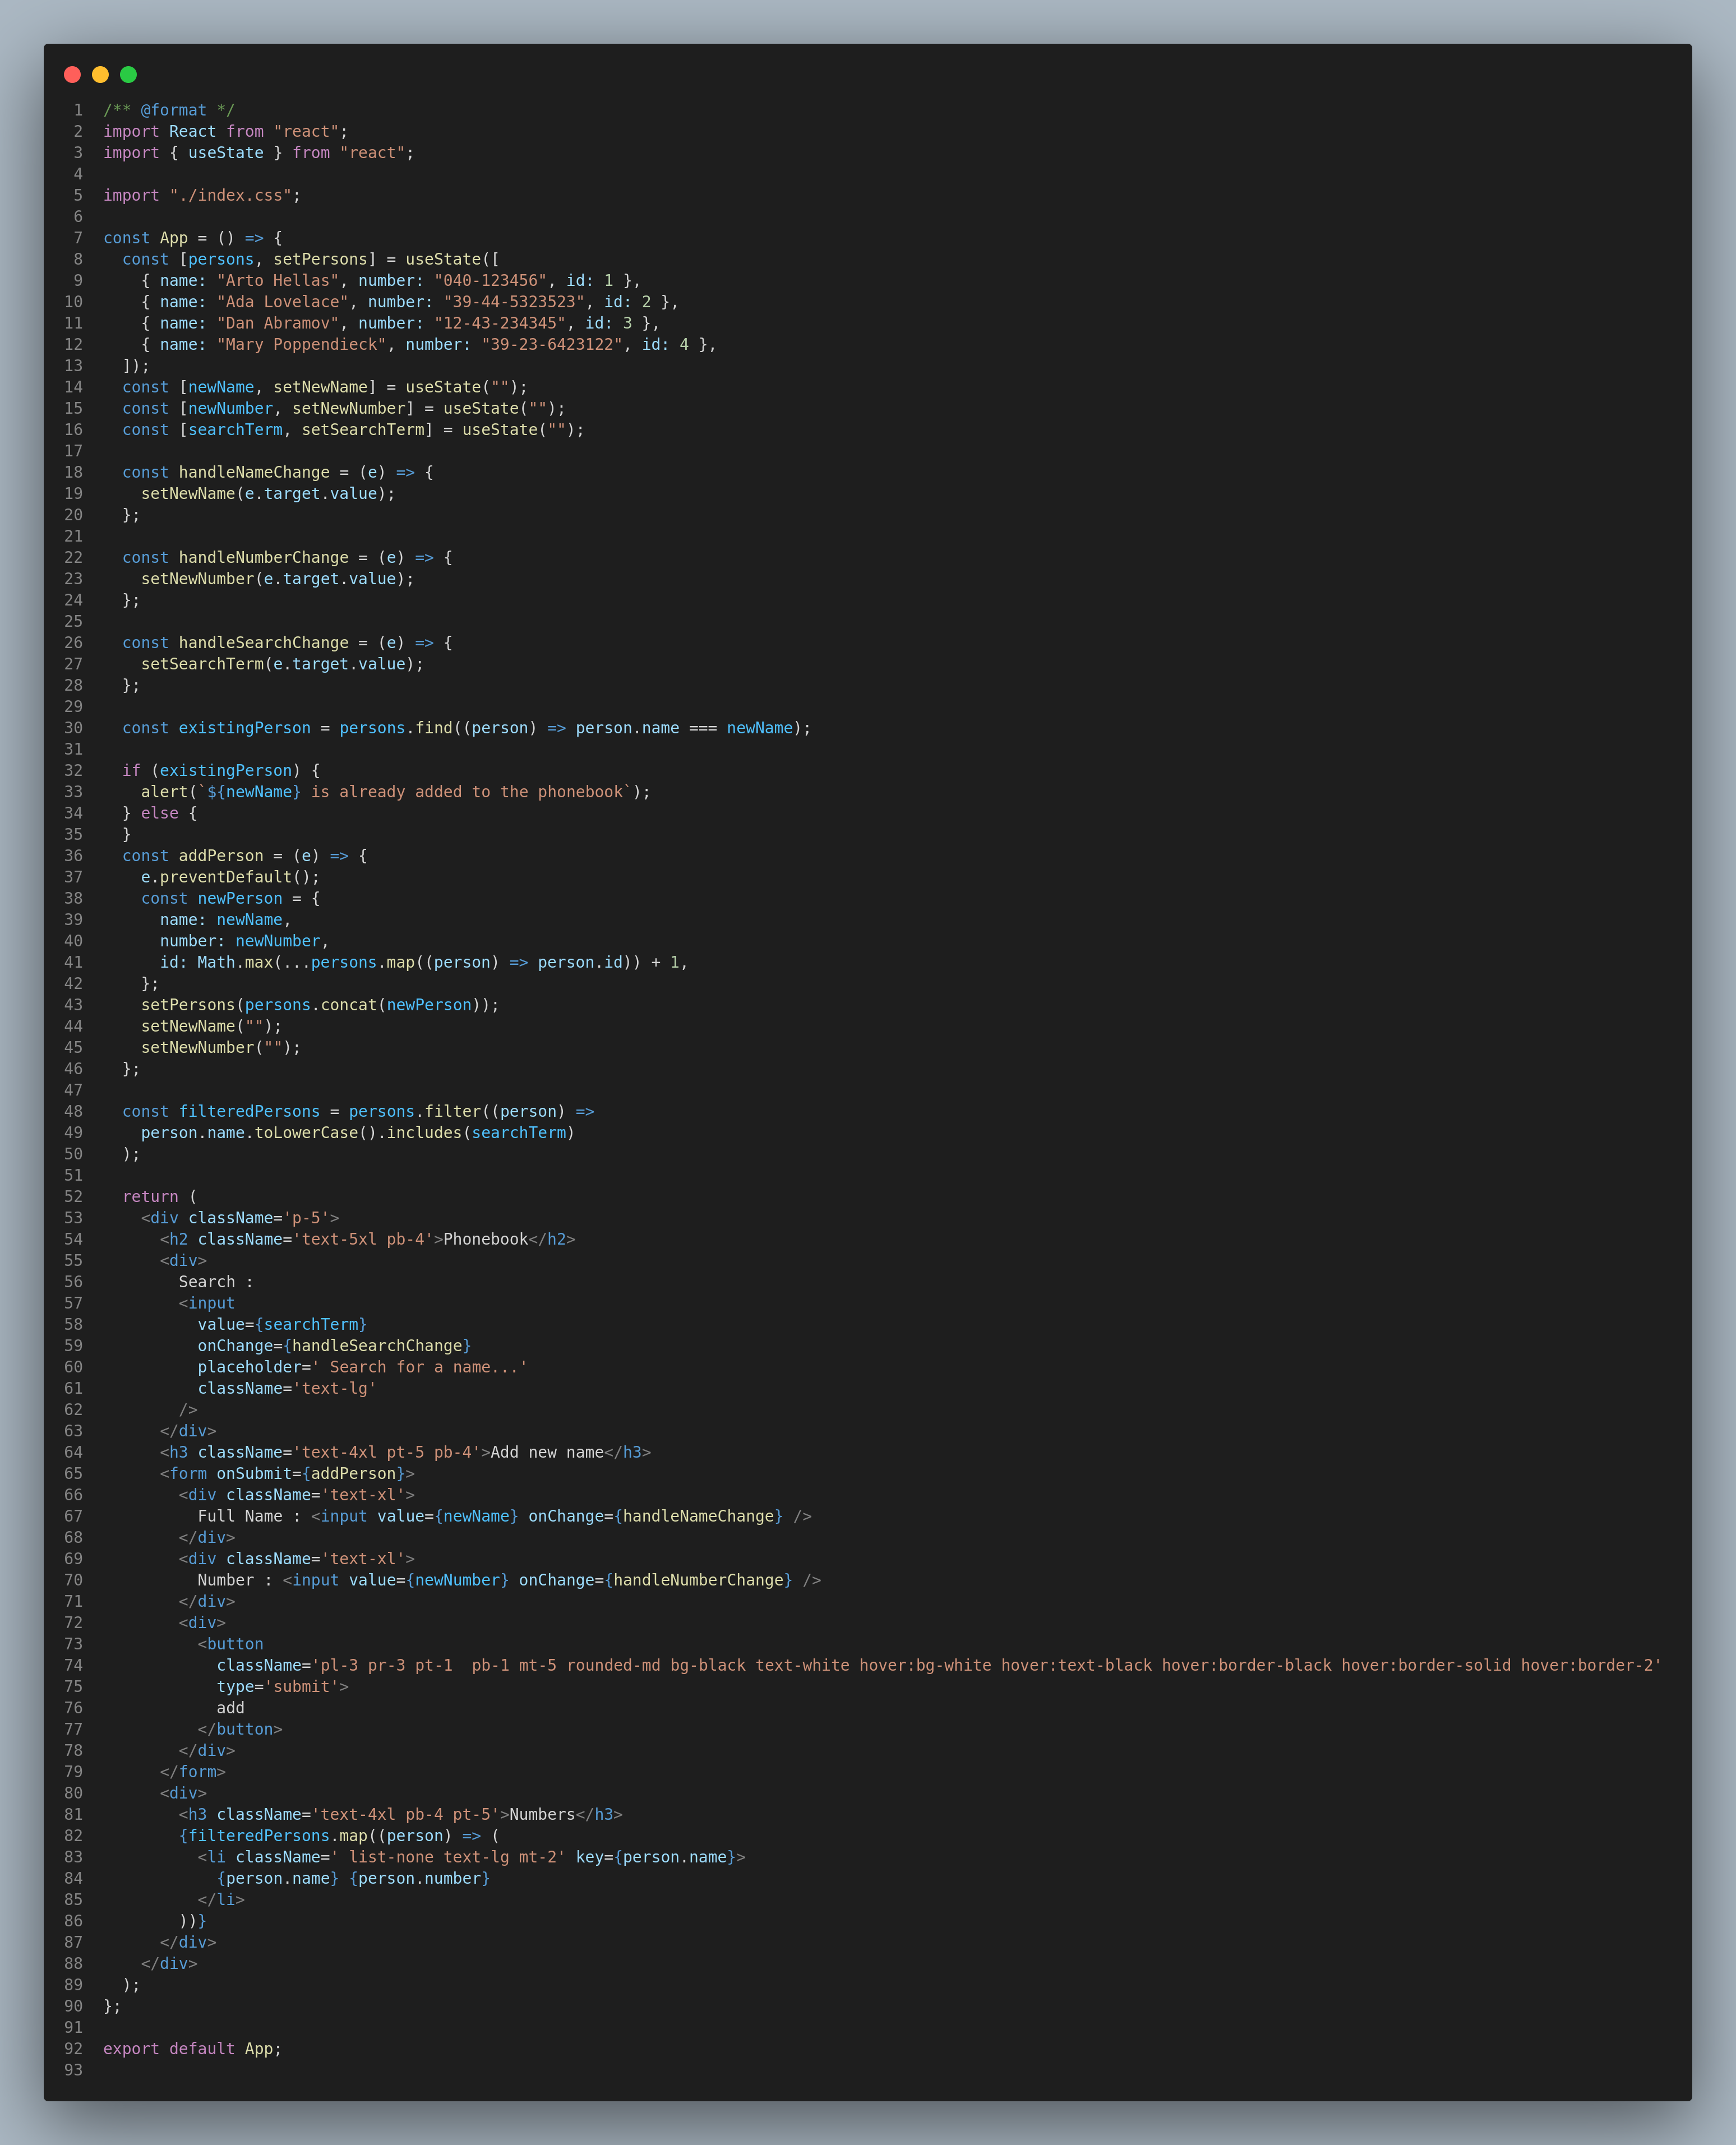 1 /** @format */
2 import React from "react";
3 import { useState } from "react";
4
5 import "./index.css";
6
7 const App = () => {
8   const [persons, setPersons] = useState([
9     { name: "Arto Hellas", number: "040-123456", id: 1 },
10     { name: "Ada Lovelace", number: "39-44-5323523", id: 2 },
11     { name: "Dan Abramov", number: "12-43-234345", id: 3 },
12     { name: "Mary Poppendieck", number: "39-23-6423122", id: 4 },
13   ]);
14   const [newName, setNewName] = useState("");
15   const [newNumber, setNewNumber] = useState("");
16   const [searchTerm, setSearchTerm] = useState("");
17
18   const handleNameChange = (e) => {
19     setNewName(e.target.value);
20   };
21
22   const handleNumberChange = (e) => {
23     setNewNumber(e.target.value);
24   };
25
26   const handleSearchChange = (e) => {
27     setSearchTerm(e.target.value);
28   };
29
30   const existingPerson = persons.find((person) => person.name === newName);
31
32   if (existingPerson) {
33     alert(`${newName} is already added to the phonebook`);
34   } else {
35   }
36   const addPerson = (e) => {
37     e.preventDefault();
38     const newPerson = {
39       name: newName,
40       number: newNumber,
41       id: Math.max(...persons.map((person) => person.id)) + 1,
42     };
43     setPersons(persons.concat(newPerson));
44     setNewName("");
45     setNewNumber("");
46   };
47
48   const filteredPersons = persons.filter((person) =>
49     person.name.toLowerCase().includes(searchTerm)
50   );
51
52   return (
53     <div className='p-5'>
54       <h2 className='text-5xl pb-4'>Phonebook</h2>
55       <div>
56         Search :
57         <input
58           value={searchTerm}
59           onChange={handleSearchChange}
60           placeholder=' Search for a name...'
61           className='text-lg'
62         />
63       </div>
64       <h3 className='text-4xl pt-5 pb-4'>Add new name</h3>
65       <form onSubmit={addPerson}>
66         <div className='text-xl'>
67           Full Name : <input value={newName} onChange={handleNameChange} />
68         </div>
69         <div className='text-xl'>
70           Number : <input value={newNumber} onChange={handleNumberChange} />
71         </div>
72         <div>
73           <button
74             className='pl-3 pr-3 pt-1  pb-1 mt-5 rounded-md bg-black text-white hover:bg-white hover:text-black hover:border-black hover:border-solid hover:border-2'
75             type='submit'>
76             add
77           </button>
78         </div>
79       </form>
80       <div>
81         <h3 className='text-4xl pb-4 pt-5'>Numbers</h3>
82         {filteredPersons.map((person) => (
83           <li className=' list-none text-lg mt-2' key={person.name}>
84             {person.name} {person.number}
85           </li>
86         ))}
87       </div>
88     </div>
89   );
90 };
91
92 export default App;
93